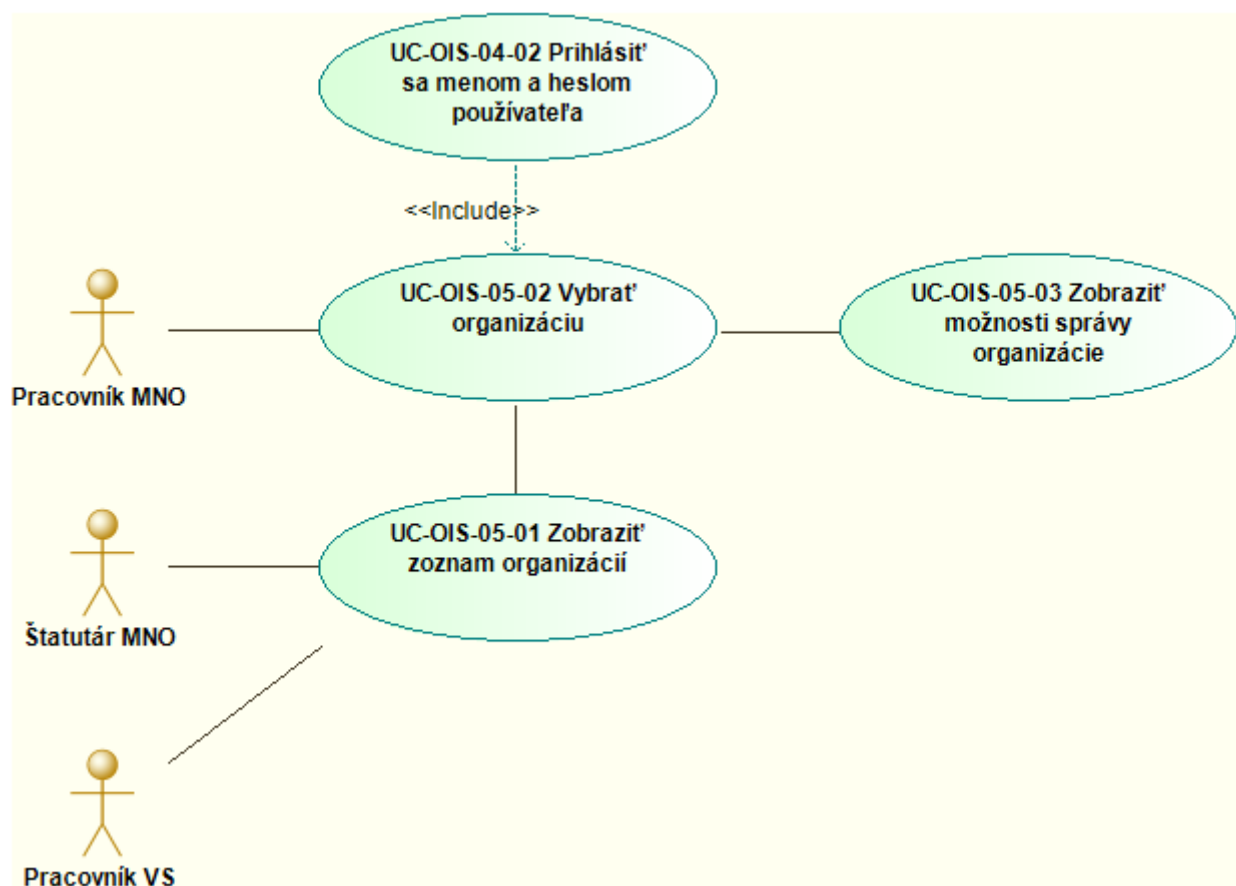 UC-OIS-04-02 Prihlásiť
sa menom a heslom
používateľa
<<Include>>
UC-OIS-05-02 Vybrať
organizáciu
UC-OIS-05-03 Zobraziť
možnosti správy
organizácie
Pracovník MNO
UC-OIS-05-01 Zobraziť
zoznam organizácií
Štatutár MNO
Pracovník VS